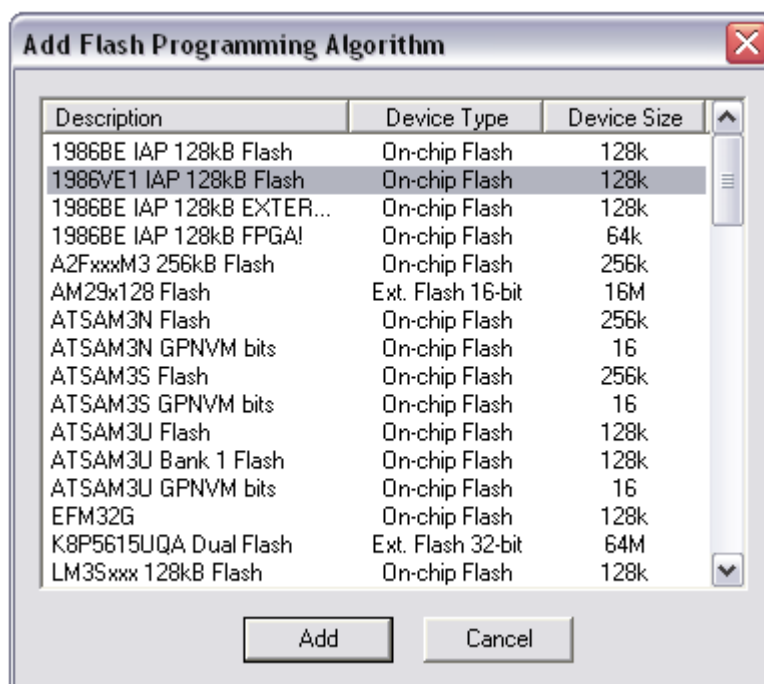 Add Flash Programming Algorithm
Description Device Type Device Size
1986BE IAP 128kB Flash On-chip Flash 128k
1986VE1 IAP 128kB Flash On-chip Flash 128k
1986BE IAP 128kB EXTER... On-chip Flash 128k
1986BE IAP 128kB FPGA! On-chip Flash 64k
A2FxxxM3 256kB Flash On-chip Flash 256k
AM29x128 Flash Ext. Flash 16-bit 16M
ATSAM3N Flash On-chip Flash 256k
ATSAM3N GPNVM bits On-chip Flash 16
ATSAM3S Flash On-chip Flash 256k
ATSAM3S GPNVM bits On-chip Flash 16
ATSAM3U Flash On-chip Flash 128k
ATSAM3U Bank 1 Flash On-chip Flash 128k
ATSAM3U GPNVM bits On-chip Flash 16
EFM32G On-chip Flash 128k
K8P5615UQA Dual Flash Ext. Flash 32-bit 64M
LM3Sxxx 128kB Flash On-chip Flash 128k
Add Cancel